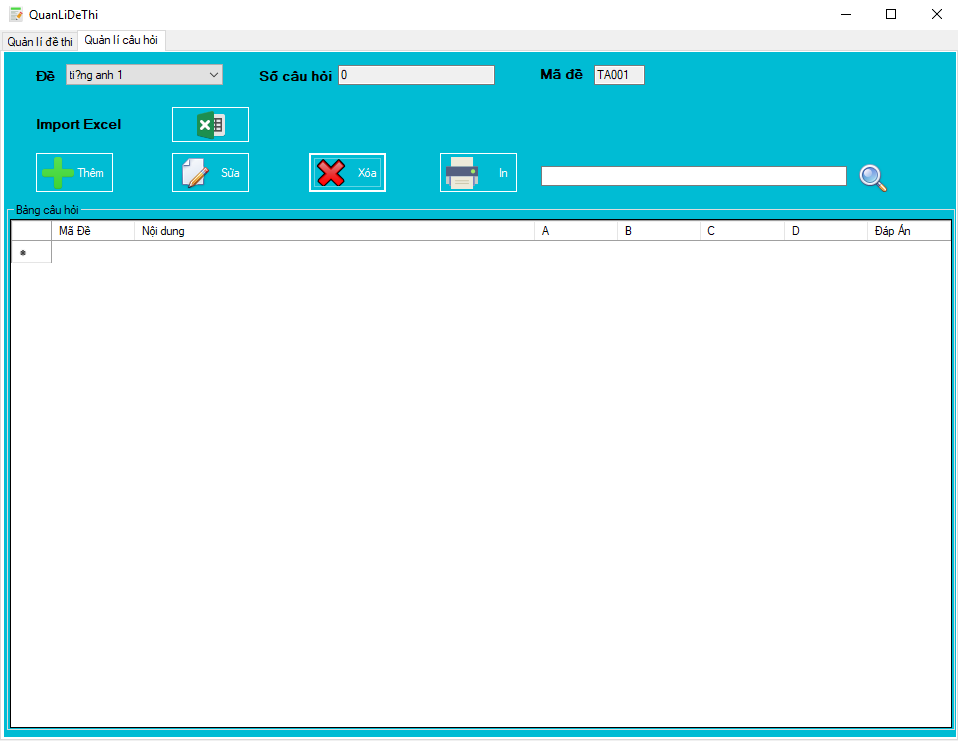 QuanLiDeThi
Quản lí đề thi Quản lí câu hỏi
Đề ti?ng anh 1 Số câu hỏi 0 Mã đề TA001
Import Excel
Thêm Sửa Xóa In
Bảng câu hỏi
Mã Đề Nội dung A B C D Đáp Án